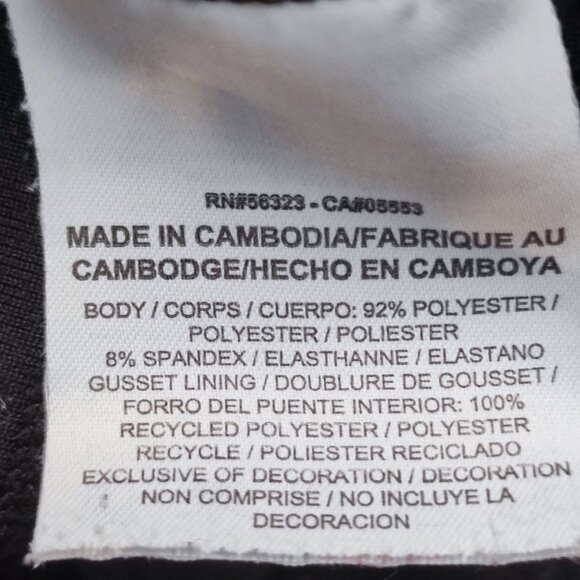 RN#56323 - CA#05553
MADE IN CAMBODIA/FABRIQUE AU
CAMBODGE/HECHO EN CAMBOYA
BODY / CORPS / CUERPO: 92% POLYESTER /
POLYESTER / POLIESTER
8% SPANDEX / ELASTHANNE / ELASTANO
GUSSET LINING / DOUBLURE DE GOUSSET /
FORRO DEL PUENTE INTERIOR: 100%
RECYCLED POLYESTER / POLYESTER
RECYCLE / POLIESTER RECICLADO
EXCLUSIVE OF DECORATION / DECORATION
NON COMPRISE / NO INCLUYE LA
DECORACION